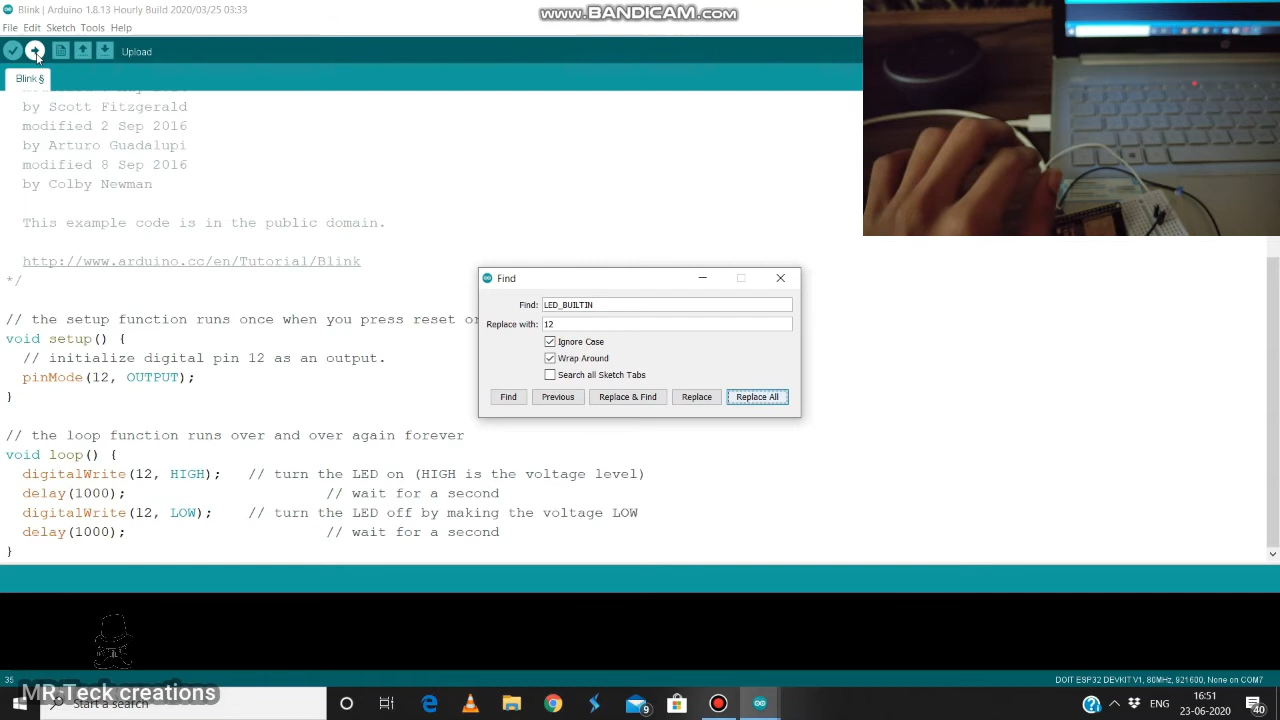 Blink | Arduino 1.8.13 Hourly Build 2020/03/25 03:33
www.BANDICAM.com
File Edit Sketch Tools Help
Upload
Blink §
by Scott Fitzgerald
modified 2 Sep 2016
by Arturo Guadalupi
modified 8 Sep 2016
by Colby Newman
This example code is in the public domain.
http://www.arduino.cc/en/Tutorial/Blink
*/
// the setup function runs once when you press reset or
void setup() {
// initialize digital pin 12 as an output.
pinMode(12, OUTPUT);
}
// the loop function runs over and over again forever
void loop() {
digitalWrite(12, HIGH);   // turn the LED on (HIGH is the voltage level)
delay(1000);                       // wait for a second
digitalWrite(12, LOW);    // turn the LED off by making the voltage LOW
delay(1000);                       // wait for a second
}
Find
Find: LED_BUILTIN
Replace with: 12
Ignore Case
Wrap Around
Search all Sketch Tabs
Find Previous Replace & Find Replace Replace All
35
DOIT ESP32 DEVKIT V1, 80MHz, 921600, None on COM7
MR.Teck creations
Start a search
9
ENG
16:51
23-06-2020
40